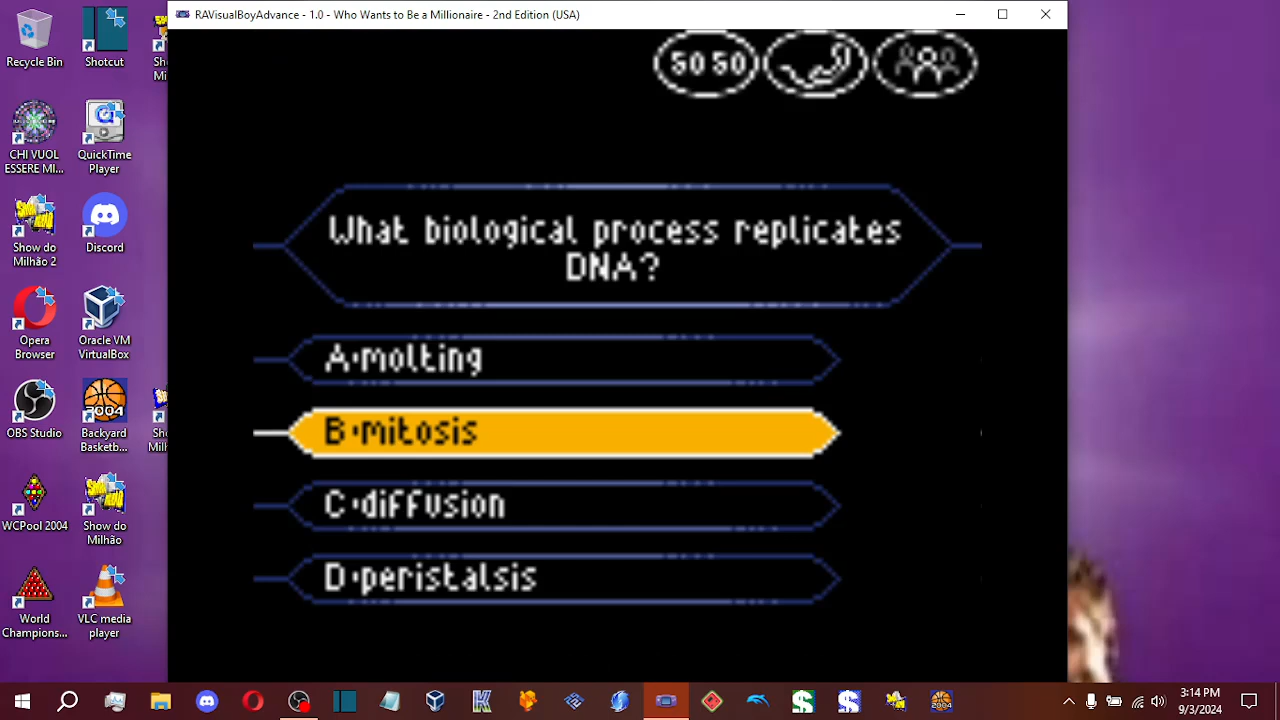 RAVisualBoyAdvance - 1.0 - Who Wants to Be a Millionaire - 2nd Edition (USA)
50 50
What biological process replicates
DNA?
A·molting
B·mitosis
C·diffusion
D·peristalsis
Recycle Bin
Shotcut
CHI VUOL
ESSERE MI...
QuickTime
Player
Show do
Milhão 2
Discord
Opera
Browser
Oracle VM
VirtualBox
OBS Studio
2004
Backyard
Basketb...
WCPool 2004
Show do
Milhão
World
Champions...
VLC media
player
3:14 PM
9/3/2024